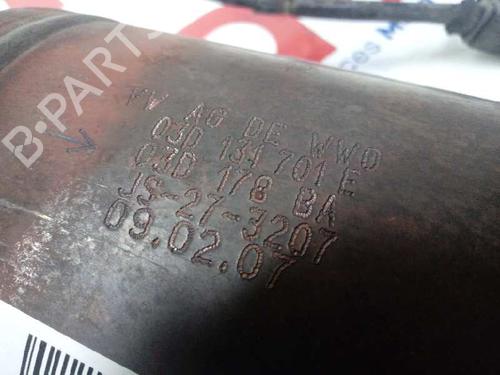 B-PARTS
VW AG DE WWO
03D 131 701 E
03D 178 BA
JS-27-3207
09.02.07